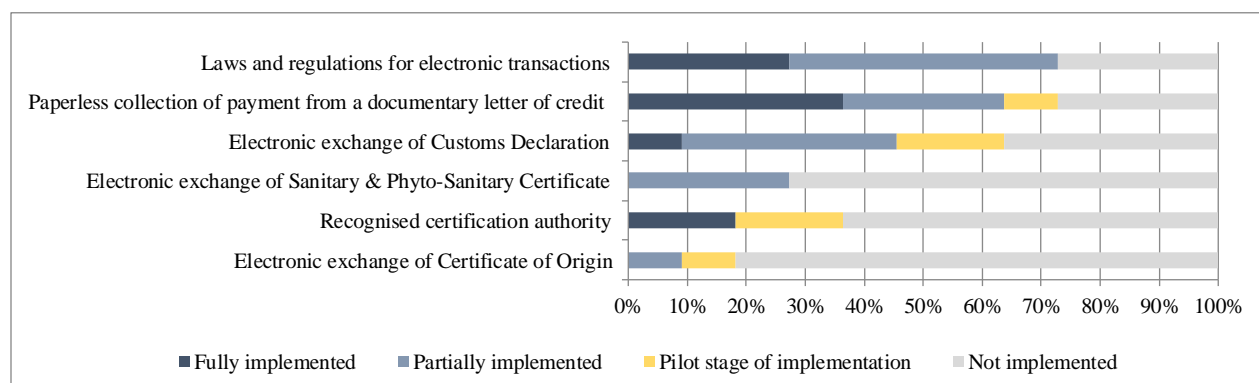 Laws and regulations for electronic transactions
Paperless collection of payment from a documentary letter of credit
Electronic exchange of Customs Declaration
Electronic exchange of Sanitary & Phyto-Sanitary Certificate
Recognised certification authority
Electronic exchange of Certificate of Origin
0% 10% 20% 30% 40% 50% 60% 70% 80% 90% 100%
Fully implemented Partially implemented Pilot stage of implementation Not implemented